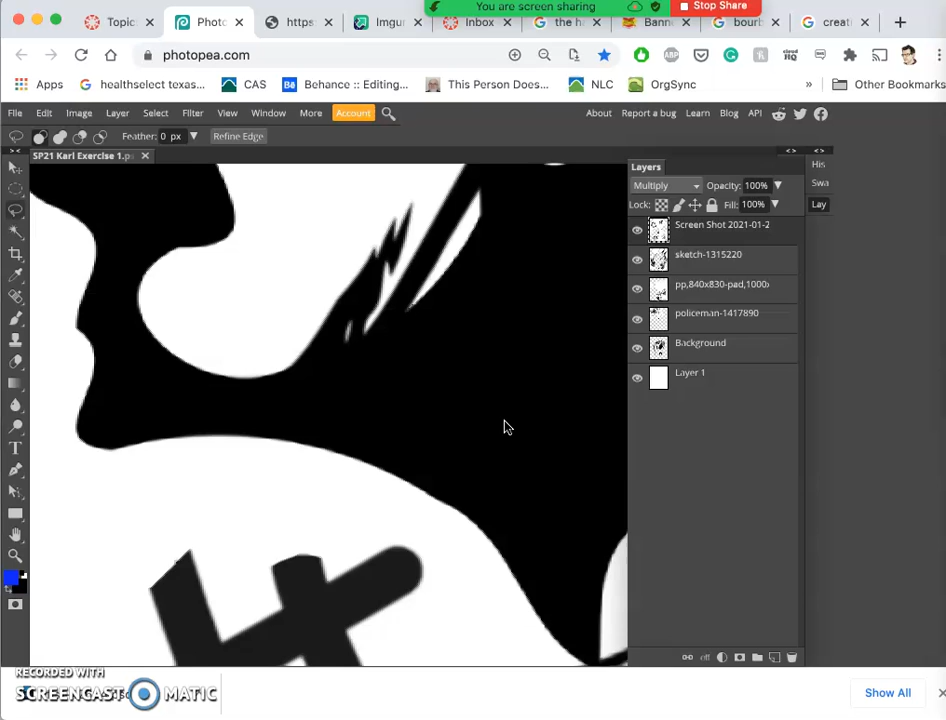 You are screen sharing
Stop Share
Topic
Photo
https
Imgur
Inbox
the ha
Bann
bourb
creati
photopea.com
Apps
healthselect texas...
CAS
Behance :: Editing...
This Person Does...
NLC
OrgSync
»
Other Bookmarks
File Edit Image Layer Select Filter View Window More Account
About Report a bug Learn Blog API
Feather: 0 px Refine Edge
SP21 Karl Exercise 1.ps
Layers
His
Multiply Opacity: 100%
Swa
Lock: Fill: 100%
Lay
Screen Shot 2021-01-2
sketch-1315220
pp,840x830-pad,1000x
policeman-1417890
Background
Layer 1
RECORDED WITH
SCREENCAST MATIC
Show All